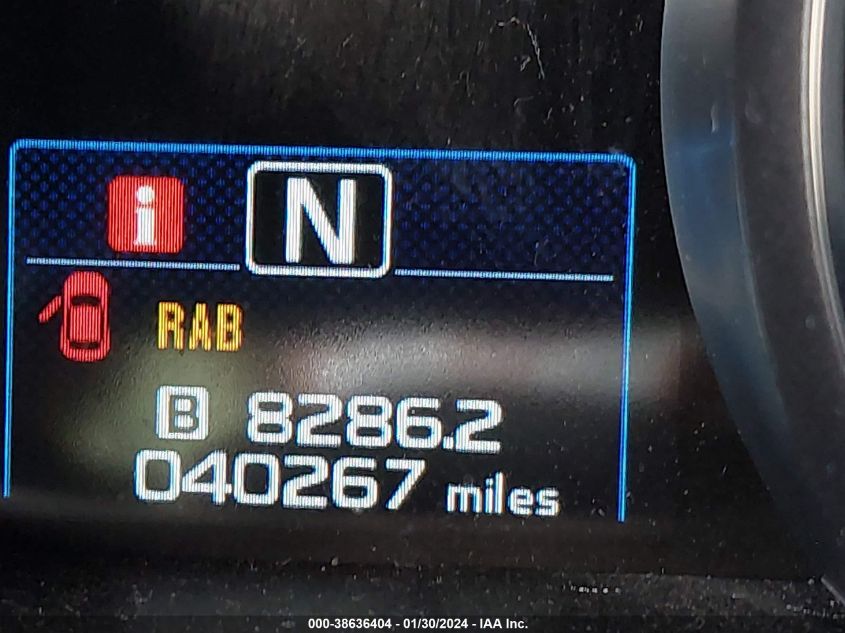 i N
RAB
B 8286.2
040267 miles
000-38636404 - 01/30/2024 - IAA Inc.